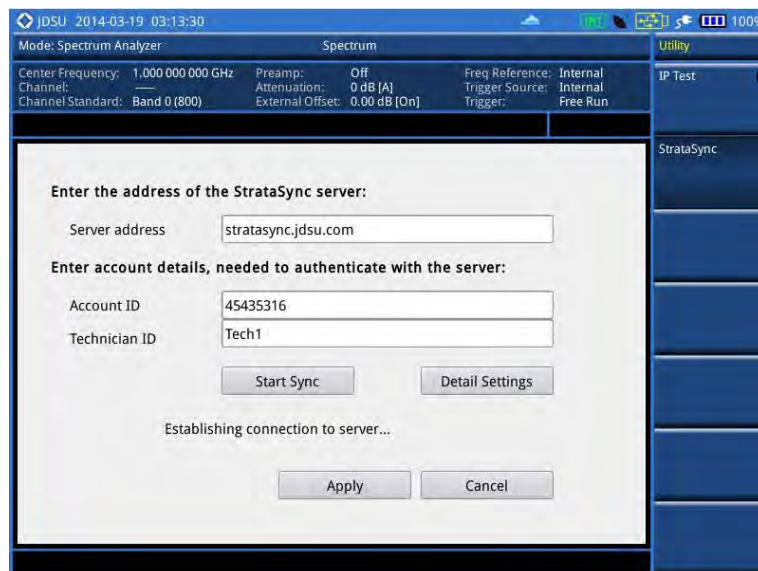 JDSU 2014-03-19 03:13:30
INT
100%
Mode: Spectrum Analyzer Spectrum
Utility
Center Frequency: 1.000 000 000 GHz Preamp: Off Freq Reference: Internal
Channel: ---- Attenuation: 0 dB [A] Trigger Source: Internal
Channel Standard: Band 0 (800) External Offset: 0.00 dB [On] Trigger: Free Run
IP Test
StrataSync
Enter the address of the StrataSync server:
Server address stratasync.jdsu.com
Enter account details, needed to authenticate with the server:
Account ID 45435316
Technician ID Tech1
Start Sync Detail Settings
Establishing connection to server...
Apply Cancel